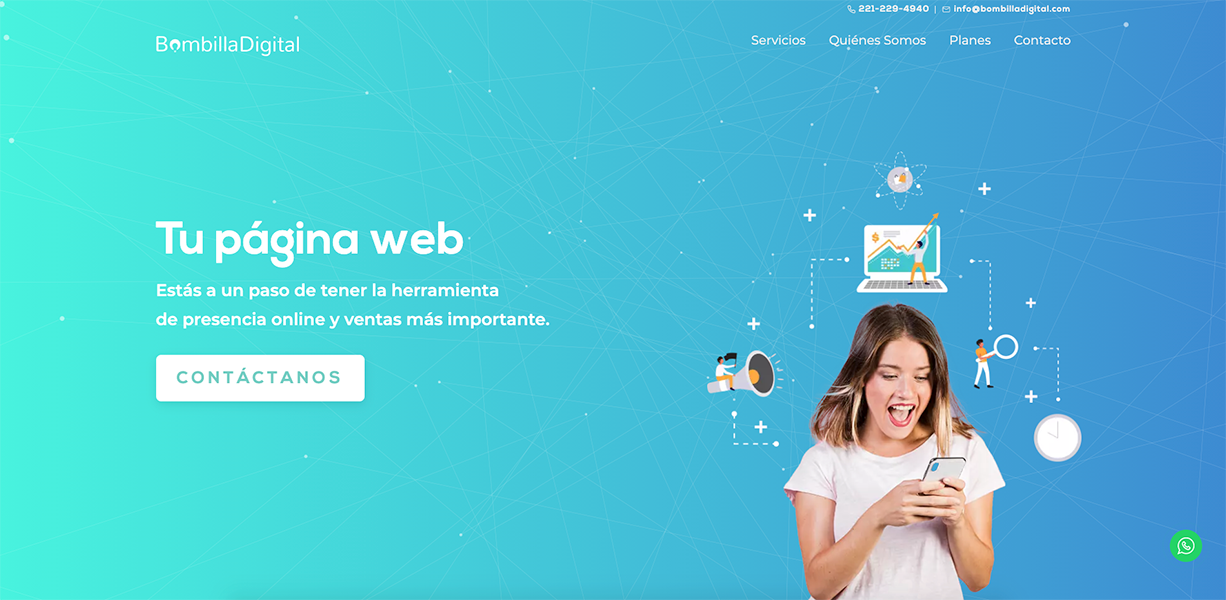 221-229-4940 | info@bombilladigital.com
BombillaDigital
Servicios Quiénes Somos Planes Contacto
Tu página web
Estás a un paso de tener la herramienta
de presencia online y ventas más importante.
CONTÁCTANOS
$